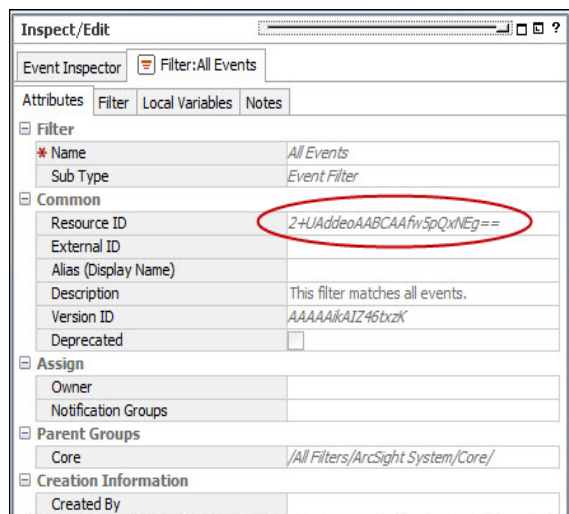 Inspect/Edit ?
Event Inspector Filter:All Events
Attributes Filter Local Variables Notes
Filter
* Name All Events
Sub Type Event Filter
Common
Resource ID 2+UAddeoAABCAAfw5pQxNEg==
External ID
Alias (Display Name)
Description This filter matches all events.
Version ID AAAAAikAIZ46txzK
Deprecated
Assign
Owner
Notification Groups
Parent Groups
Core /All Filters/ArcSight System/Core/
Creation Information
Created By